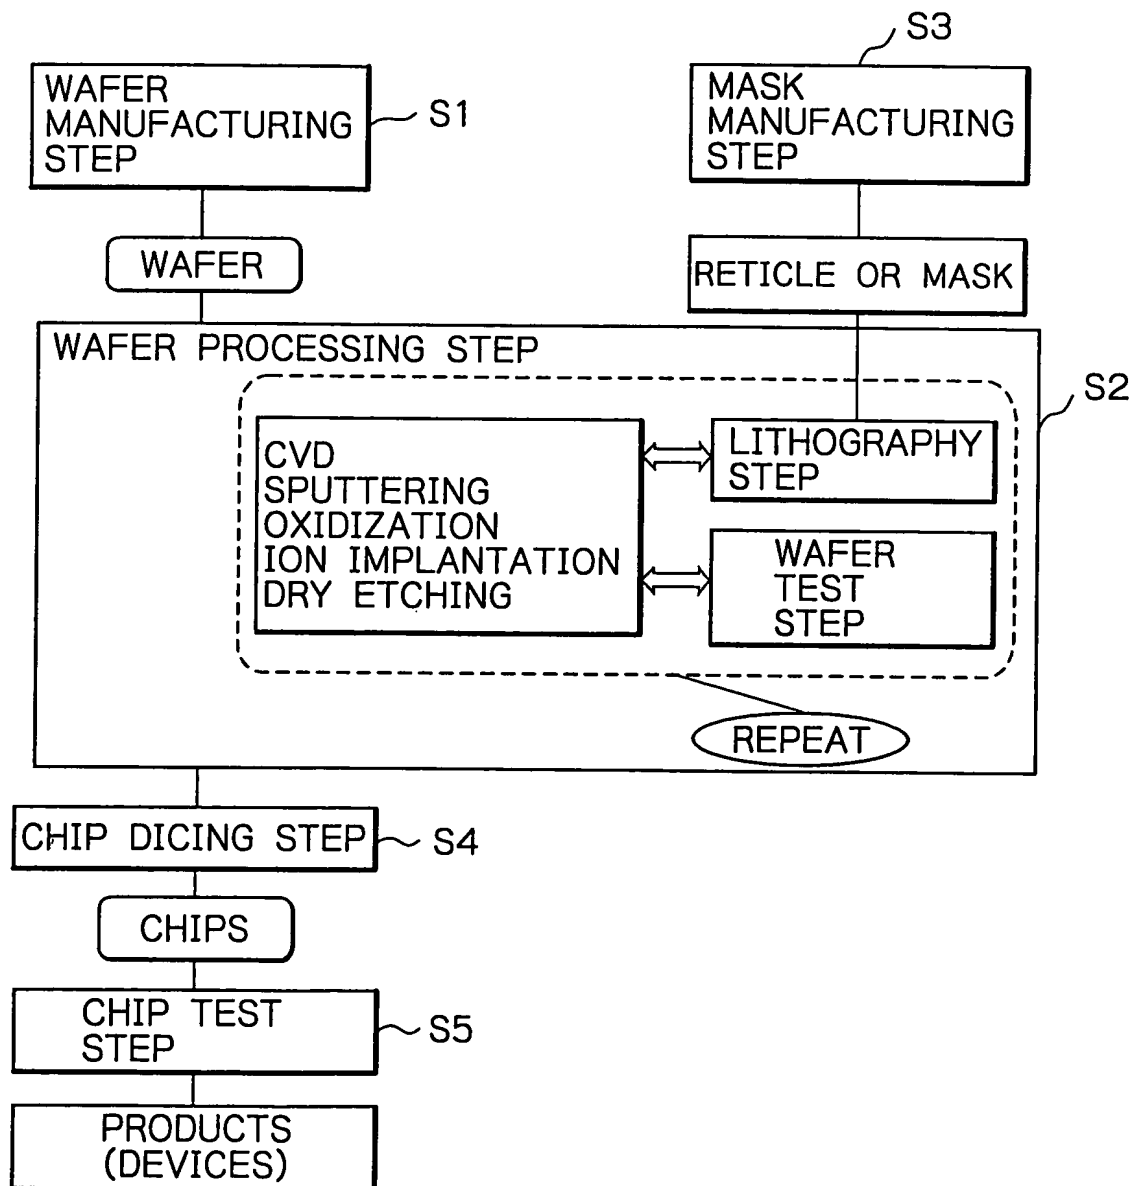 WAFER
MANUFACTURING
STEP
S1
S3
MASK
MANUFACTURING
STEP
WAFER
RETICLE OR MASK
WAFER PROCESSING STEP
S2
CVD
SPUTTERING
OXIDIZATION
ION IMPLANTATION
DRY ETCHING
LITHOGRAPHY
STEP
WAFER
TEST
STEP
REPEAT
CHIP DICING STEP
S4
CHIPS
CHIP TEST
STEP
S5
PRODUCTS
(DEVICES)